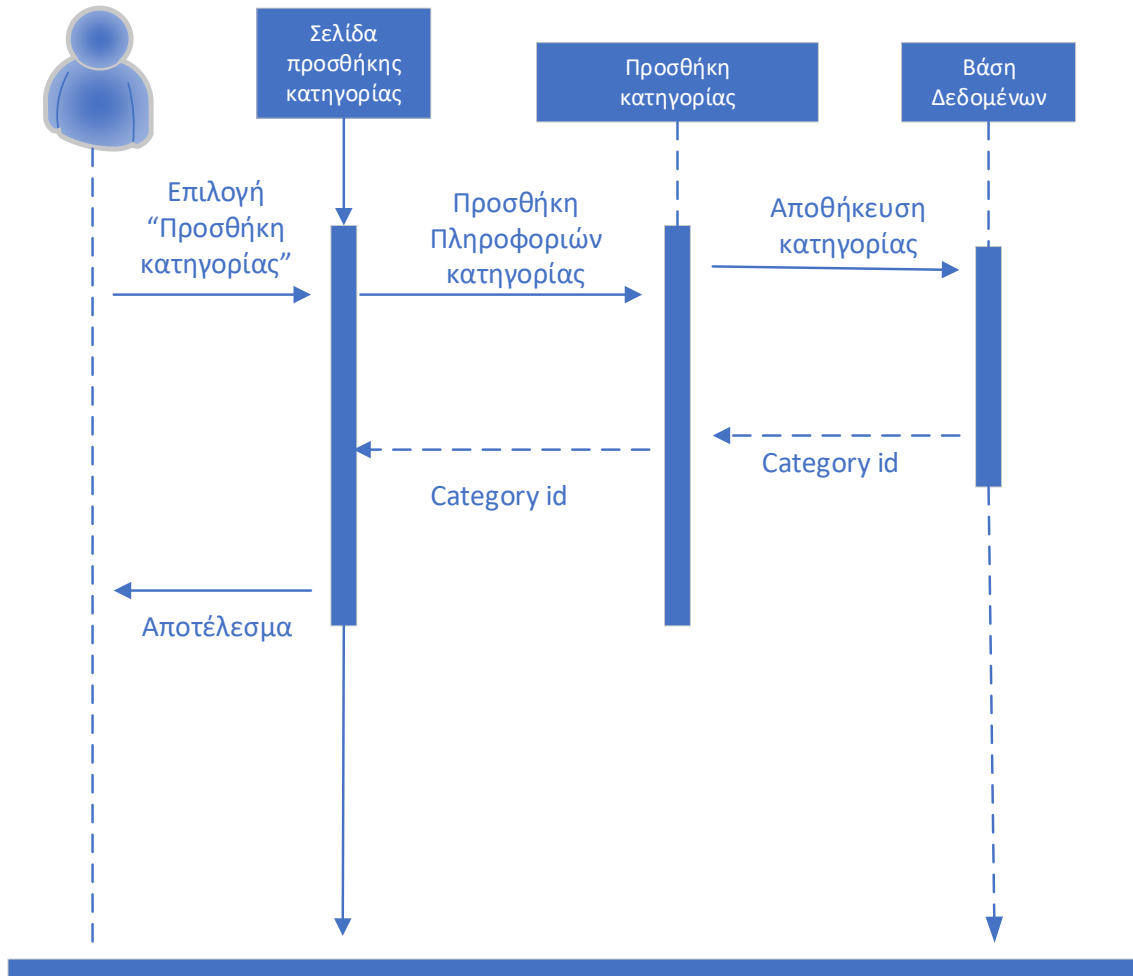 Σελίδα
προσθήκης
κατηγορίας
Προσθήκη
κατηγορίας
Βάση
Δεδομένων
Επιλογή
“Προσθήκη
κατηγορίας”
Προσθήκη
Πληροφοριών
κατηγορίας
Αποθήκευση
κατηγορίας
Category id
Category id
Αποτέλεσμα